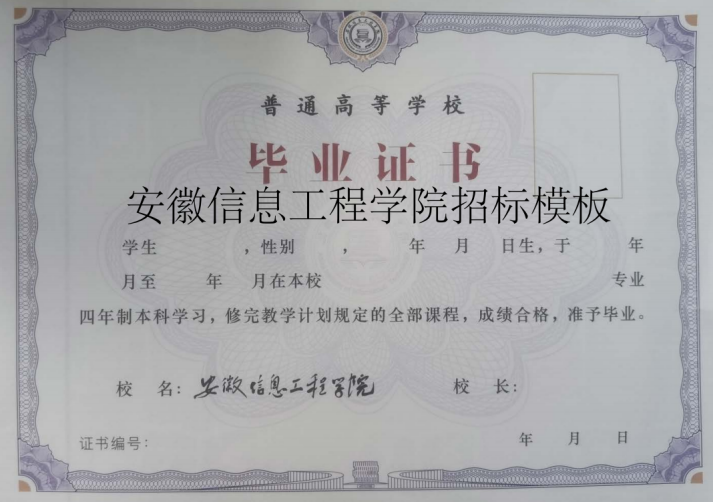 普通高等学校
毕业证书
安徽信息工程学院招标模板
学生 ，性别 ， 年 月 日生，于 年
月至 年 月在本校 专业
四年制本科学习，修完教学计划规定的全部课程，成绩合格，准予毕业。
校 名：安徽信息工程学院 校 长：
证书编号： 年 月 日